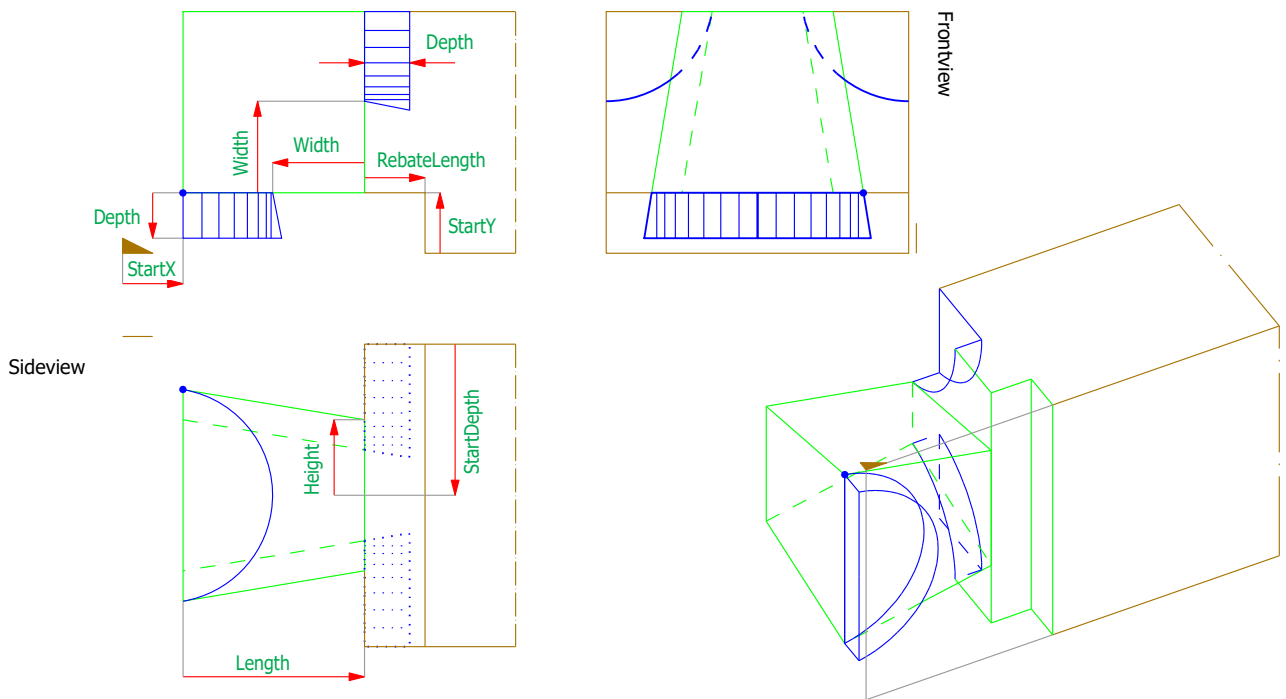 Depth
Width
Width
RebateLength
Depth
StartY
StartX
Frontview
Sideview
Height
StartDepth
Length